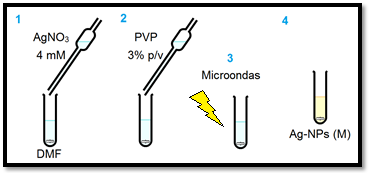 1
AgNO3
4 mM
DMF
2
PVP
3% p/v
3
Microondas
4
Ag-NPs (M)